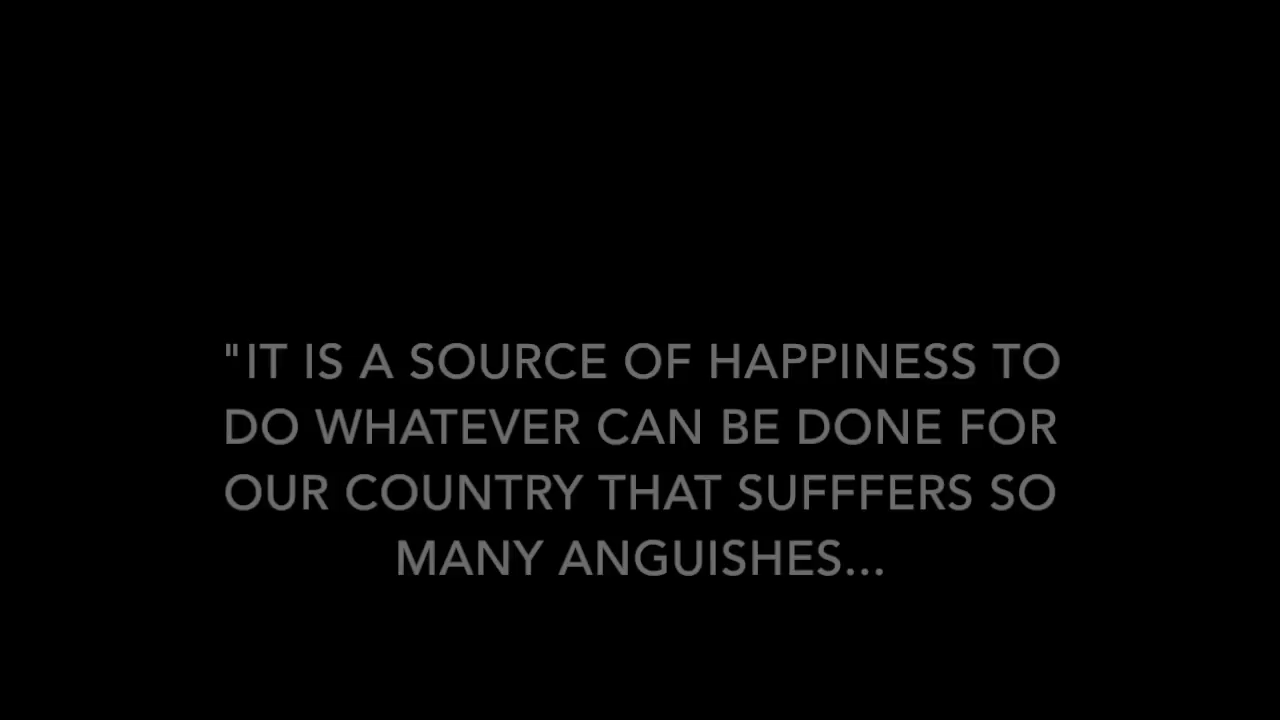 "IT IS A SOURCE OF HAPPINESS TO
DO WHATEVER CAN BE DONE FOR
OUR COUNTRY THAT SUFFFERS SO
MANY ANGUISHES...